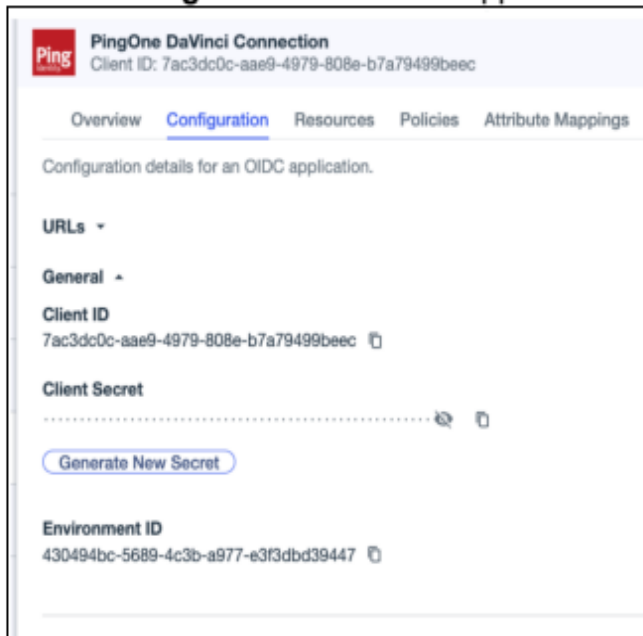 Ping
Identity
PingOne DaVinci Connection
Client ID: 7ac3dc0c-aae9-4979-808e-b7a79499beec
Overview Configuration Resources Policies Attribute Mappings
Configuration details for an OIDC application.
URLs
General
Client ID
7ac3dc0c-aae9-4979-808e-b7a79499beec
Client Secret
Generate New Secret
Environment ID
430494bc-5689-4c3b-a977-e3f3dbd39447